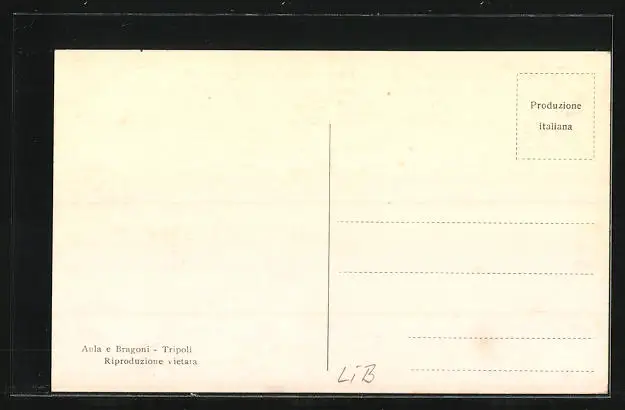 Produzione
italiana
Aula e Bragoni - Tripoli
Riproduzione vietata
LiB